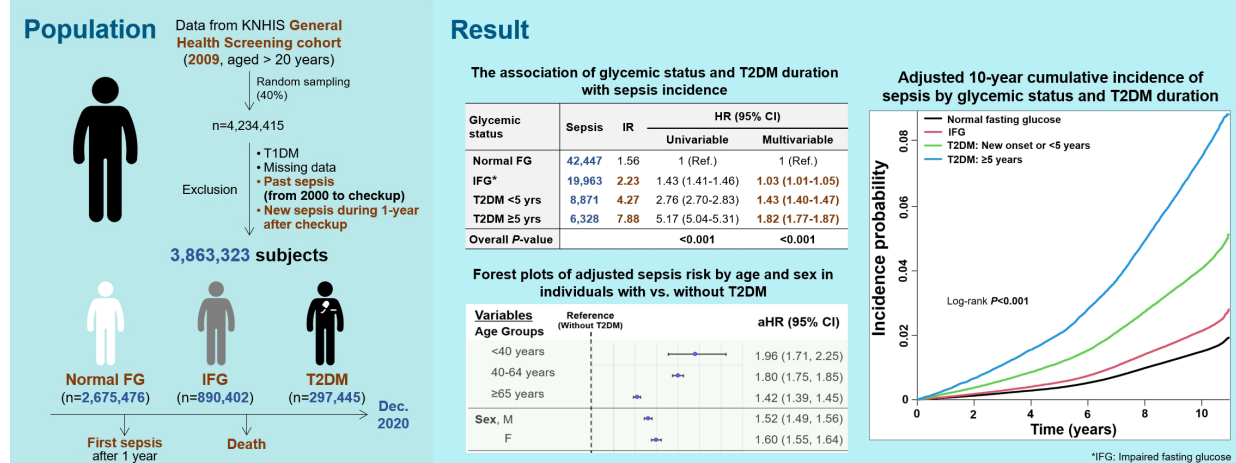 Population
Data from KNHIS General
Health Screening cohort
(2009, aged > 20 years)
Random sampling
(40%)
n=4,234,415
Exclusion
• T1DM
• Missing data
• Past sepsis
(from 2000 to checkup)
• New sepsis during 1-year
after checkup
3,863,323 subjects
Normal FG
(n=2,675,476)
IFG
(n=890,402)
T2DM
(n=297,445)
Dec.
2020
First sepsis
after 1 year
Death
Result
The association of glycemic status and T2DM duration
with sepsis incidence
Glycemic status Sepsis IR HR (95% CI)
Univariable Multivariable
Normal FG 42,447 1.56 1 (Ref.) 1 (Ref.)
IFG* 19,963 2.23 1.43 (1.41-1.46) 1.03 (1.01-1.05)
T2DM <5 yrs 8,871 4.27 2.76 (2.70-2.83) 1.43 (1.40-1.47)
T2DM ≥5 yrs 6,328 7.88 5.17 (5.04-5.31) 1.82 (1.77-1.87)
Overall P-value <0.001 <0.001
Forest plots of adjusted sepsis risk by age and sex in
individuals with vs. without T2DM
Variables Reference (Without T2DM) aHR (95% CI)
Age Groups
<40 years 1.96 (1.71, 2.25)
40-64 years 1.80 (1.75, 1.85)
≥65 years 1.42 (1.39, 1.45)
Sex, M 1.52 (1.49, 1.56)
F 1.60 (1.55, 1.64)
Adjusted 10-year cumulative incidence of
sepsis by glycemic status and T2DM duration
Normal fasting glucose
IFG
T2DM: New onset or <5 years
T2DM: ≥5 years
Incidence probability
0.08
0.06
0.04
0.02
0
Log-rank P<0.001
0 2 4 6 8 10
Time (years)
*IFG: Impaired fasting glucose